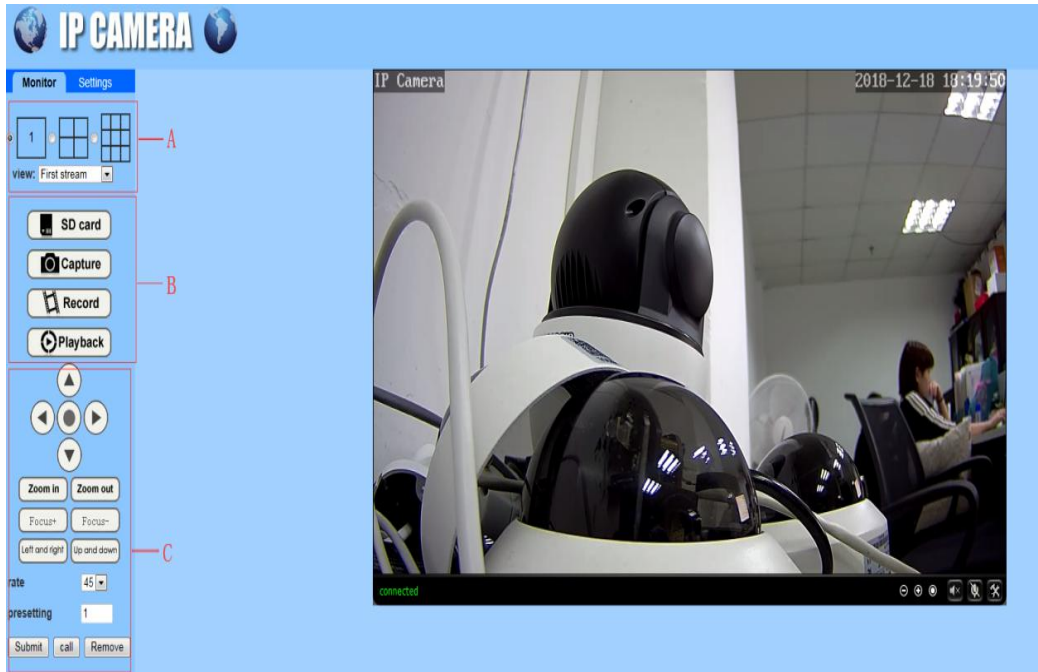 IP CAMERA
Monitor Settings
1
A
view: First stream
SD card
Capture
B
Record
Playback
Zoom in Zoom out
Focus+ Focus-
Left and right Up and down
C
rate 45
presetting 1
Submit call Remove
IP Camera 2018-12-18 18:19:50
connected